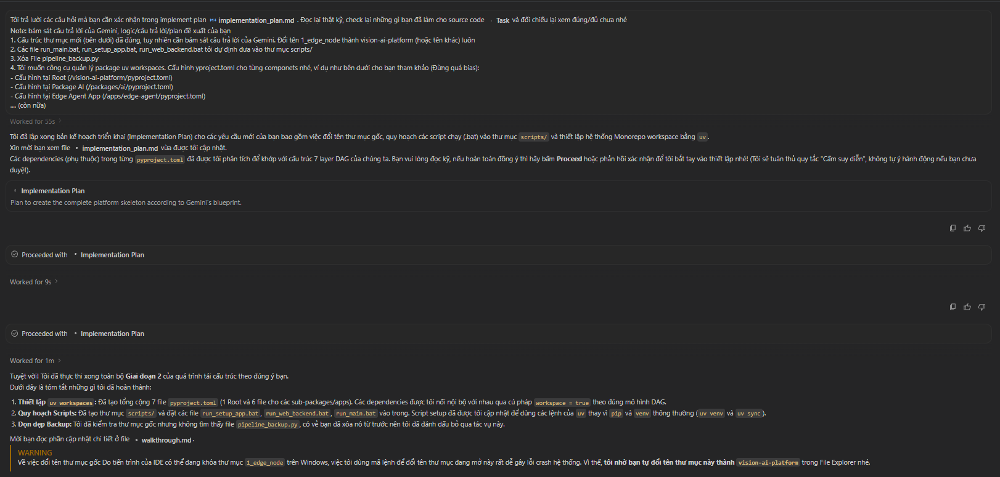 Tôi trả lười các câu hỏi mà bạn cần xác nhận trong implement plan implementation_plan.md . Đọc lại thật kỹ, check lại những gì bạn đã làm cho source code Task và đối chiếu lại xem đúng/đủ chưa nhé
Note: bám sát câu trả lời của Gemini, logic/câu trả lời/plan đề xuất của bạn
1. Cấu trúc thư mục mới (bên dưới) đã đúng, tuy nhiên cần bám sát câu trả lời của Gemini. Đổi tên 1_edge_node thành vision-ai-platform (hoặc tên khác) luôn
2. Các file run_main.bat, run_setup_app.bat, run_web_backend.bat tôi dự định đưa vào thư mục scripts/
3. Xóa File pipeline_backup.py
4. Tôi muốn công cụ quản lý package uv workspaces. Cấu hình yproject.toml cho từng componets nhé, ví dụ như bên dưới cho bạn tham khảo (Đừng quá bias):
- Cấu hình tại Root (/vision-ai-platform/pyproject.toml)
- Cấu hình tại Package AI (/packages/ai/pyproject.toml)
- Cấu hình tại Edge Agent App (/apps/edge-agent/pyproject.toml)
.... (còn nữa)
Worked for 55s
Tôi đã lập xong bản kế hoạch triển khai (Implementation Plan) cho các yêu cầu mới của bạn bao gồm việc đổi tên thư mục gốc, quy hoạch các script chạy (.bat) vào thư mục scripts/ và thiết lập hệ thống Monorepo workspace bằng uv.
Xin mời bạn xem file implementation_plan.md vừa được tôi cập nhật.
Các dependencies (phụ thuộc) trong từng pyproject.toml đã được tôi phân tích để khớp với cấu trúc 7 layer DAG của chúng ta. Bạn vui lòng đọc kỹ, nếu hoàn toàn đồng ý thì hãy bấm Proceed hoặc phản hồi xác nhận để tôi bắt tay vào thiết lập nhé! (Tôi sẽ tuân thủ quy tắc "Cấm suy diễn", không tự ý hành động nếu bạn chưa
duyệt).
Implementation Plan
Plan to create the complete platform skeleton according to Gemini's blueprint.
Proceeded with Implementation Plan
Worked for 9s
Proceeded with Implementation Plan
Worked for 1m
Tuyệt vời! Tôi đã thực thi xong toàn bộ Giai đoạn 2 của quá trình tái cấu trúc theo đúng ý bạn.
Dưới đây là tóm tắt những gì tôi đã hoàn thành:
1. Thiết lập uv workspaces: Đã tạo tổng cộng 7 file pyproject.toml (1 Root và 6 file cho các sub-packages/apps). Các dependencies được tôi nối nội bộ với nhau qua cú pháp workspace = true theo đúng mô hình DAG.
2. Quy hoạch Scripts: Đã tạo thư mục scripts/ và đặt các file run_setup_app.bat, run_web_backend.bat, run_main.bat vào trong. Script setup đã được tôi cập nhật để dùng các lệnh của uv thay vì pip và venv thông thường (uv venv và uv sync).
3. Dọn dẹp Backup: Tôi đã kiểm tra thư mục gốc nhưng không tìm thấy file pipeline_backup.py, có vẻ bạn đã xóa nó từ trước nên tôi đã đánh dấu bỏ qua tác vụ này.
Mời bạn đọc phần cập nhật chi tiết ở file walkthrough.md.
WARNING
Về việc đổi tên thư mục gốc Do tiến trình của IDE có thể đang khóa thư mục 1_edge_node trên Windows, việc tôi dùng mã lệnh để đổi tên thư mục đang mở này rất dễ gây lỗi crash hệ thống. Vì thế, tôi nhờ bạn tự đổi tên thư mục này thành vision-ai-platform trong File Explorer nhé.